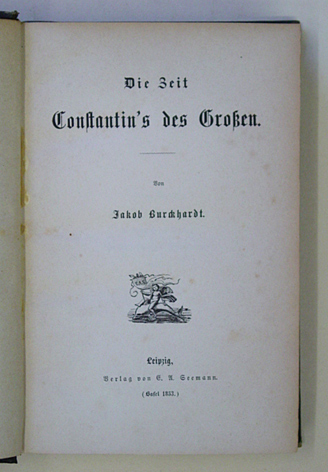 Die Zeit
Constantin's des Großen.
Von
Jakob Burckhardt.
Leipzig,
Verlag von E. A. Seemann.
(Basel 1853.)